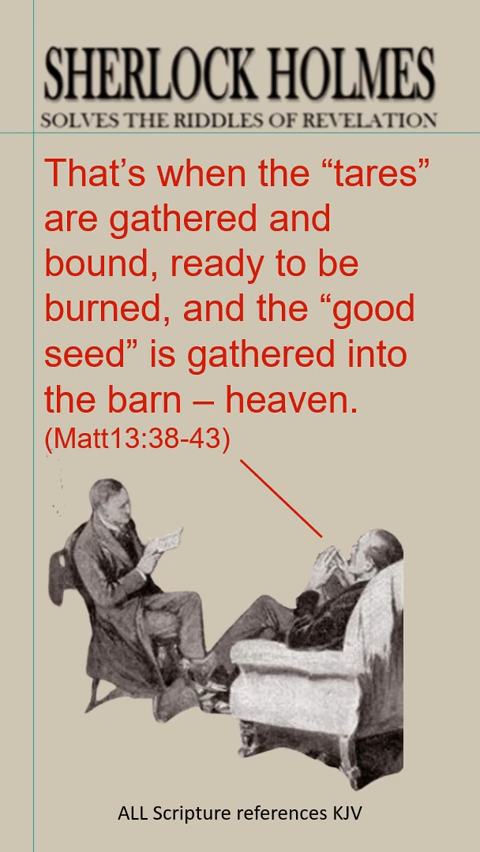 SHERLOCK HOLMES
SOLVES THE RIDDLES OF REVELATION
That’s when the “tares”
are gathered and
bound, ready to be
burned, and the “good
seed” is gathered into
the barn – heaven.
(Matt13:38-43)
ALL Scripture references KJV